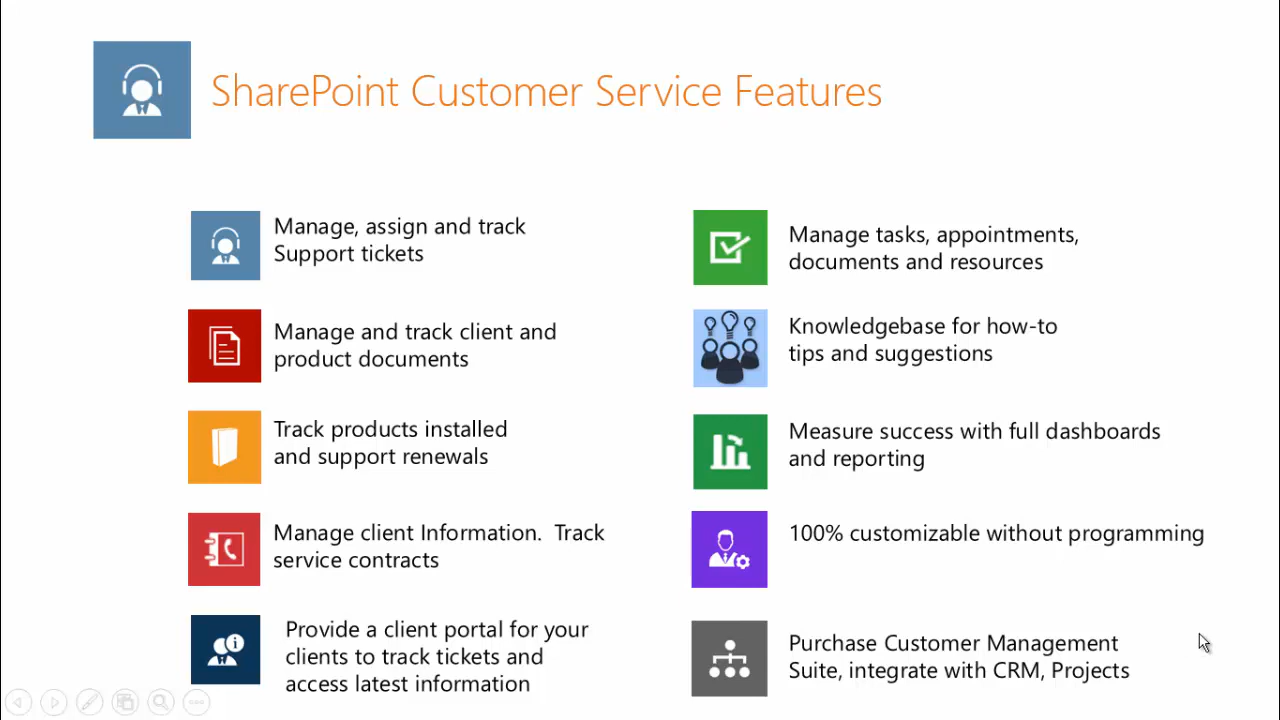 SharePoint Customer Service Features
Manage, assign and track
Support tickets
Manage and track client and
product documents
Track products installed
and support renewals
Manage client Information.  Track
service contracts
Provide a client portal for your
clients to track tickets and
access latest information
Manage tasks, appointments,
documents and resources
Knowledgebase for how-to
tips and suggestions
Measure success with full dashboards
and reporting
100% customizable without programming
Purchase Customer Management
Suite, integrate with CRM, Projects